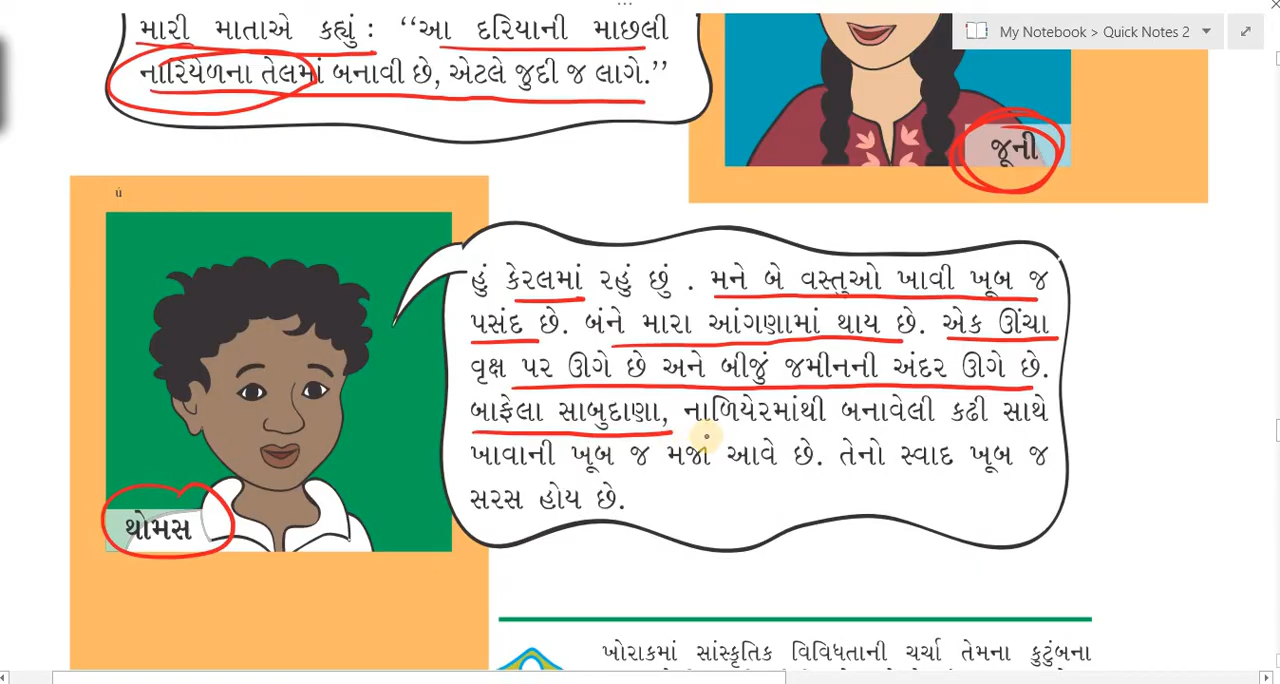 My Notebook > Quick Notes 2
મારી માતાએ કહ્યું : ‘‘આ દરિયાની માછલી
નારિયેળના તેલમાં બનાવી છે, એટલે જુદી જ લાગે.’’
જૂની
હું કેરલમાં રહું છું . મને બે વસ્તુઓ ખાવી ખૂબ જ
પસંદ છે. બંને મારા આંગણામાં થાય છે. એક ઊંચા
વૃક્ષ પર ઊગે છે અને બીજું જમીનની અંદર ઊગે છે.
બાફેલા સાબુદાણા, નાળિયેરમાંથી બનાવેલી કઢી સાથે
ખાવાની ખૂબ જ મજા આવે છે. તેનો સ્વાદ ખૂબ જ
સરસ હોય છે.
થોમસ
ખોરાકમાં સાંસ્કૃતિક વિવિધતાની ચર્ચા તેમના કુટુંબના